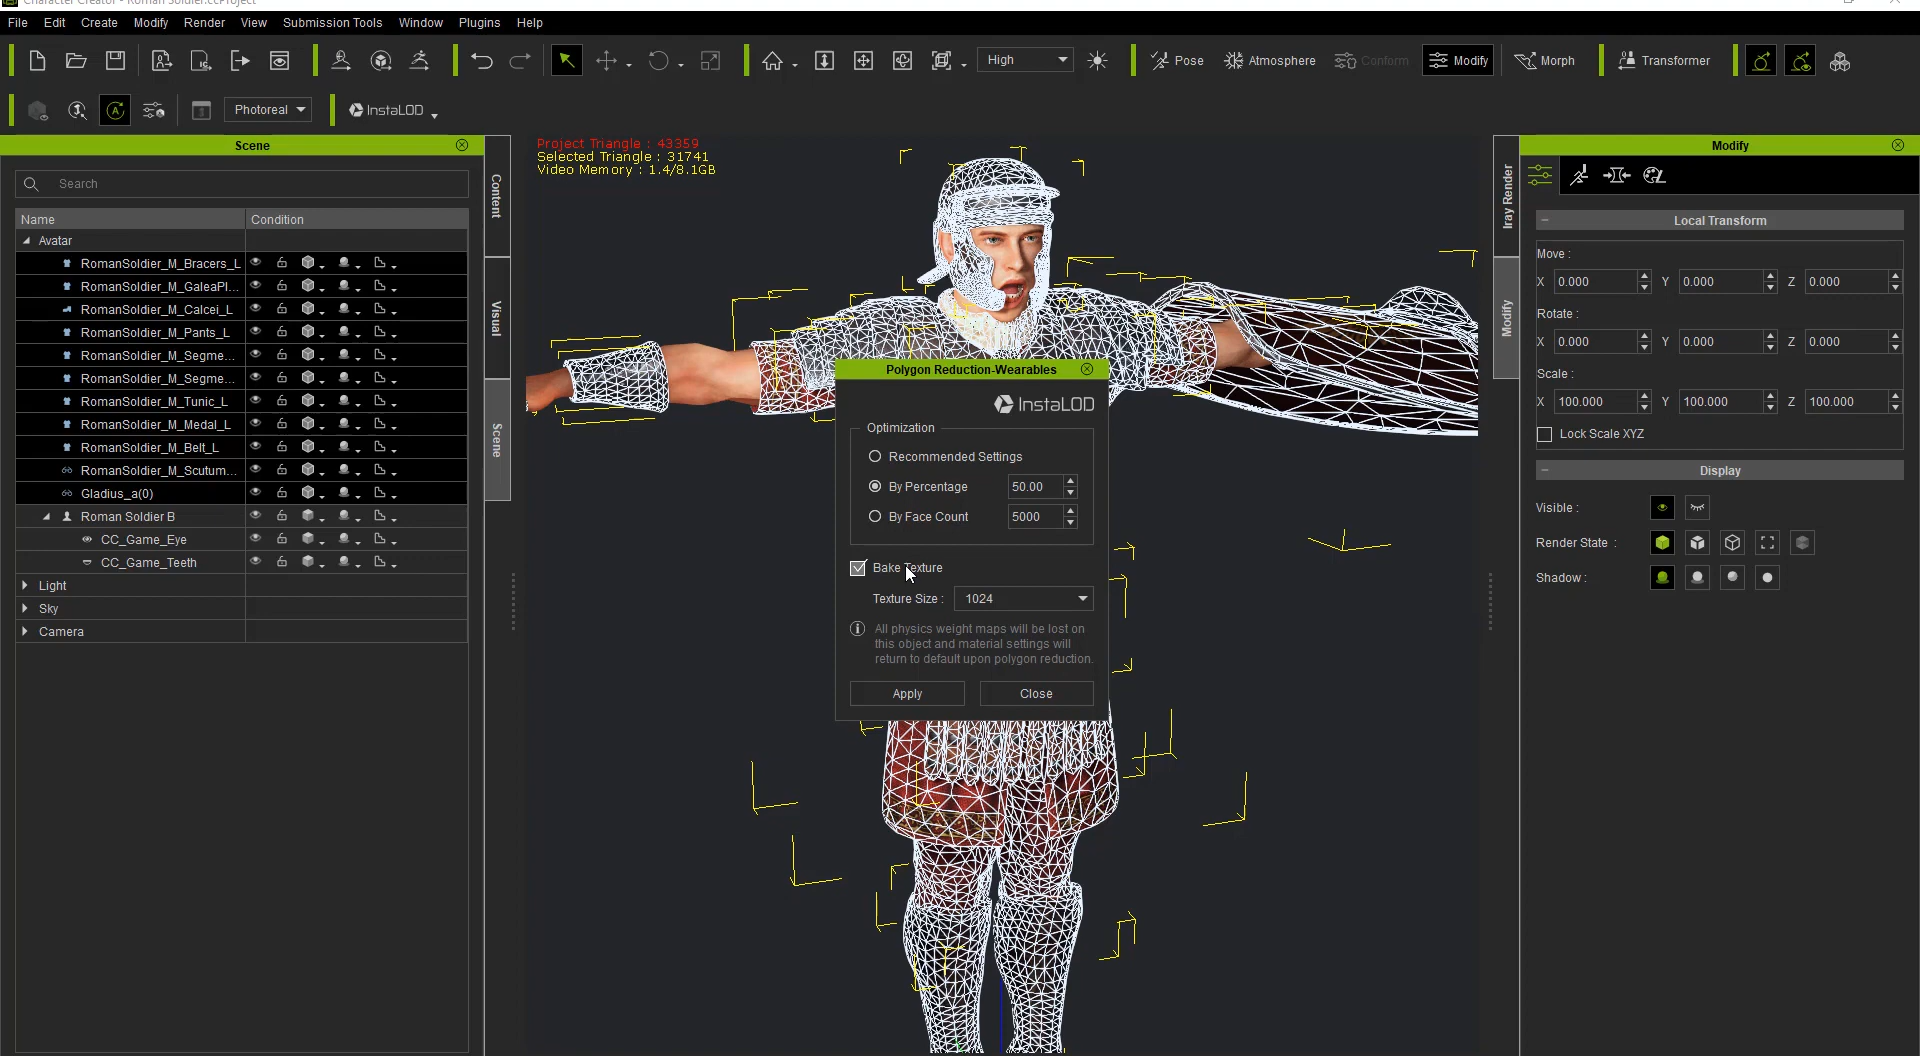 Character Creator - Roman Soldier.ccProject
File Edit Create Modify Render View Submission Tools Window Plugins Help
High Pose Atmosphere Conform Modify Morph Transformer
Photoreal InstaLOD
Scene
Search
Name Condition
Avatar
RomanSoldier_M_Bracers_L
RomanSoldier_M_GaleaPl...
RomanSoldier_M_Calcei_L
RomanSoldier_M_Pants_L
RomanSoldier_M_Segme...
RomanSoldier_M_Segme...
RomanSoldier_M_Tunic_L
RomanSoldier_M_Medal_L
RomanSoldier_M_Belt_L
RomanSoldier_M_Scutum...
Gladius_a(0)
Roman Soldier B
CC_Game_Eye
CC_Game_Teeth
Light
Sky
Camera
Content
Visual
Scene
Project Triangle : 43359
Selected Triangle : 31741
Video Memory : 1.4/8.1GB
Polygon Reduction-Wearables
InstaLOD
Optimization
Recommended Settings
By Percentage 50.00
By Face Count 5000
Bake Texture
Texture Size : 1024
All physics weight maps will be lost on
this object and material settings will
return to default upon polygon reduction.
Apply Close
Iray Render
Modify
Modify
Local Transform
Move :
X 0.000 Y 0.000 Z 0.000
Rotate :
X 0.000 Y 0.000 Z 0.000
Scale :
X 100.000 Y 100.000 Z 100.000
Lock Scale XYZ
Display
Visible :
Render State :
Shadow :